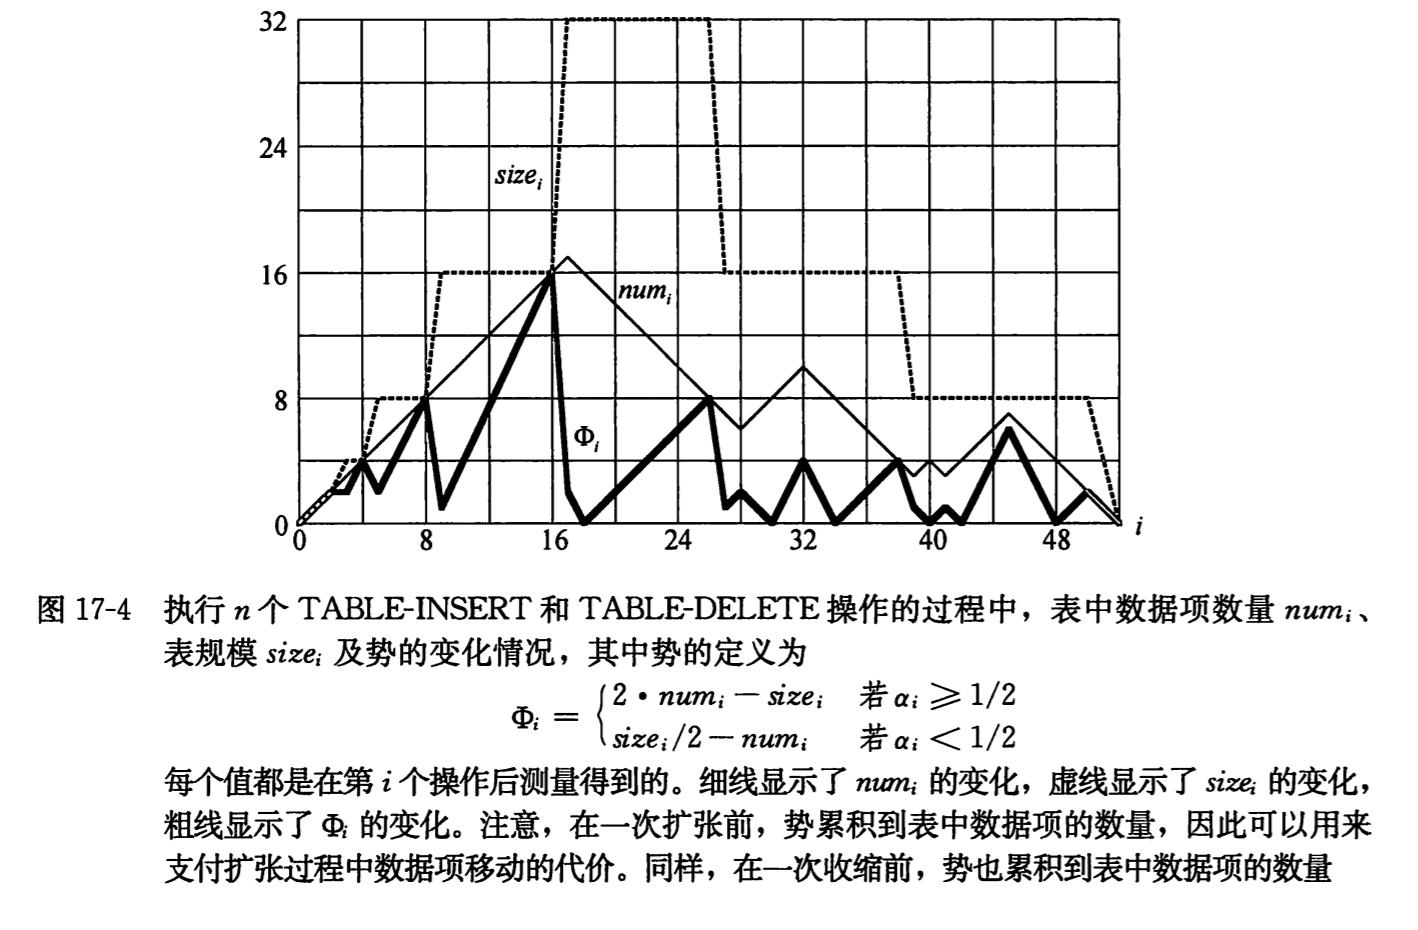 32
24
size_i
16
num_i
8
Φ_i
0
0 8 16 24 32 40 48 i
图 17-4 执行 n 个 TABLE-INSERT 和 TABLE-DELETE 操作的过程中，表中数据项数量 num_i、
表规模 size_i 及势的变化情况，其中势的定义为
Φ_i = { 2 • num_i − size_i 若 α_i ⩾ 1/2
size_i/2 − num_i 若 α_i < 1/2
每个值都是在第 i 个操作后测量得到的。细线显示了 num_i 的变化，虚线显示了 size_i 的变化，
粗线显示了 Φ_i 的变化。注意，在一次扩张前，势累积到表中数据项的数量，因此可以用来
支付扩张过程中数据项移动的代价。同样，在一次收缩前，势也累积到表中数据项的数量